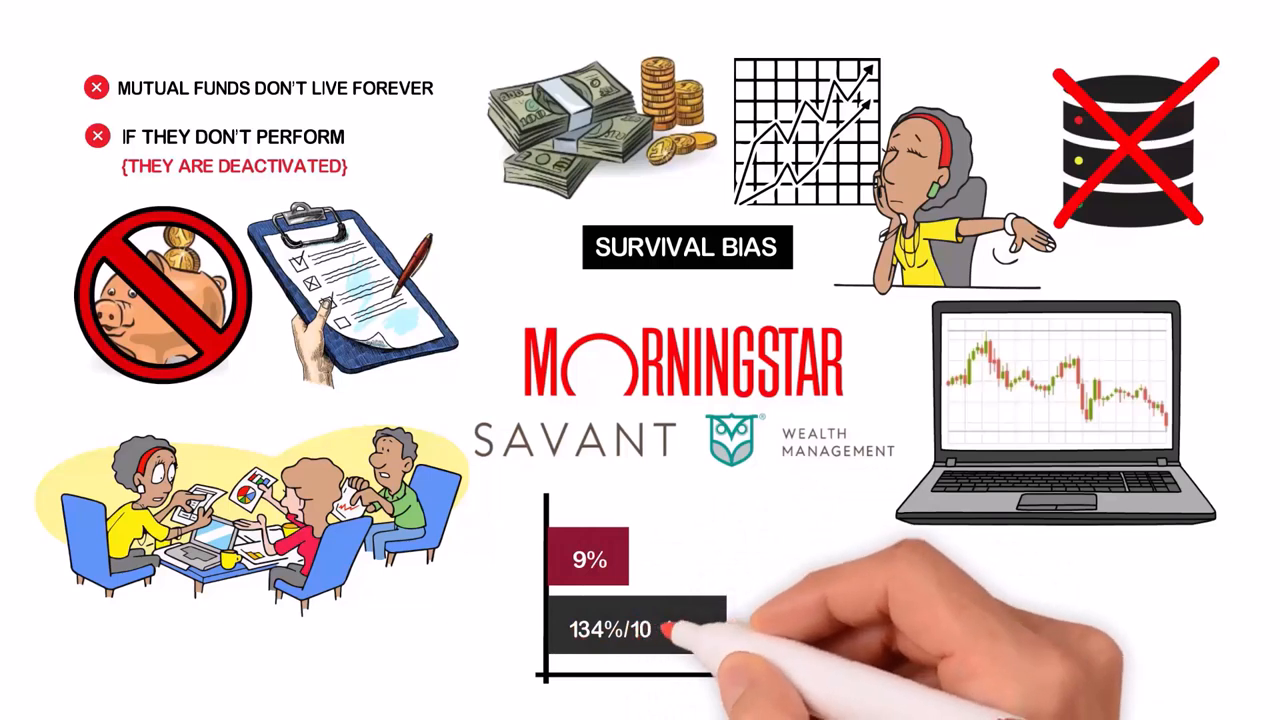 MUTUAL FUNDS DON'T LIVE FOREVER
IF THEY DON'T PERFORM
{THEY ARE DEACTIVATED}
SURVIVAL BIAS
MORNINGSTAR
SAVANT
WEALTH
MANAGEMENT
9%
134%/10